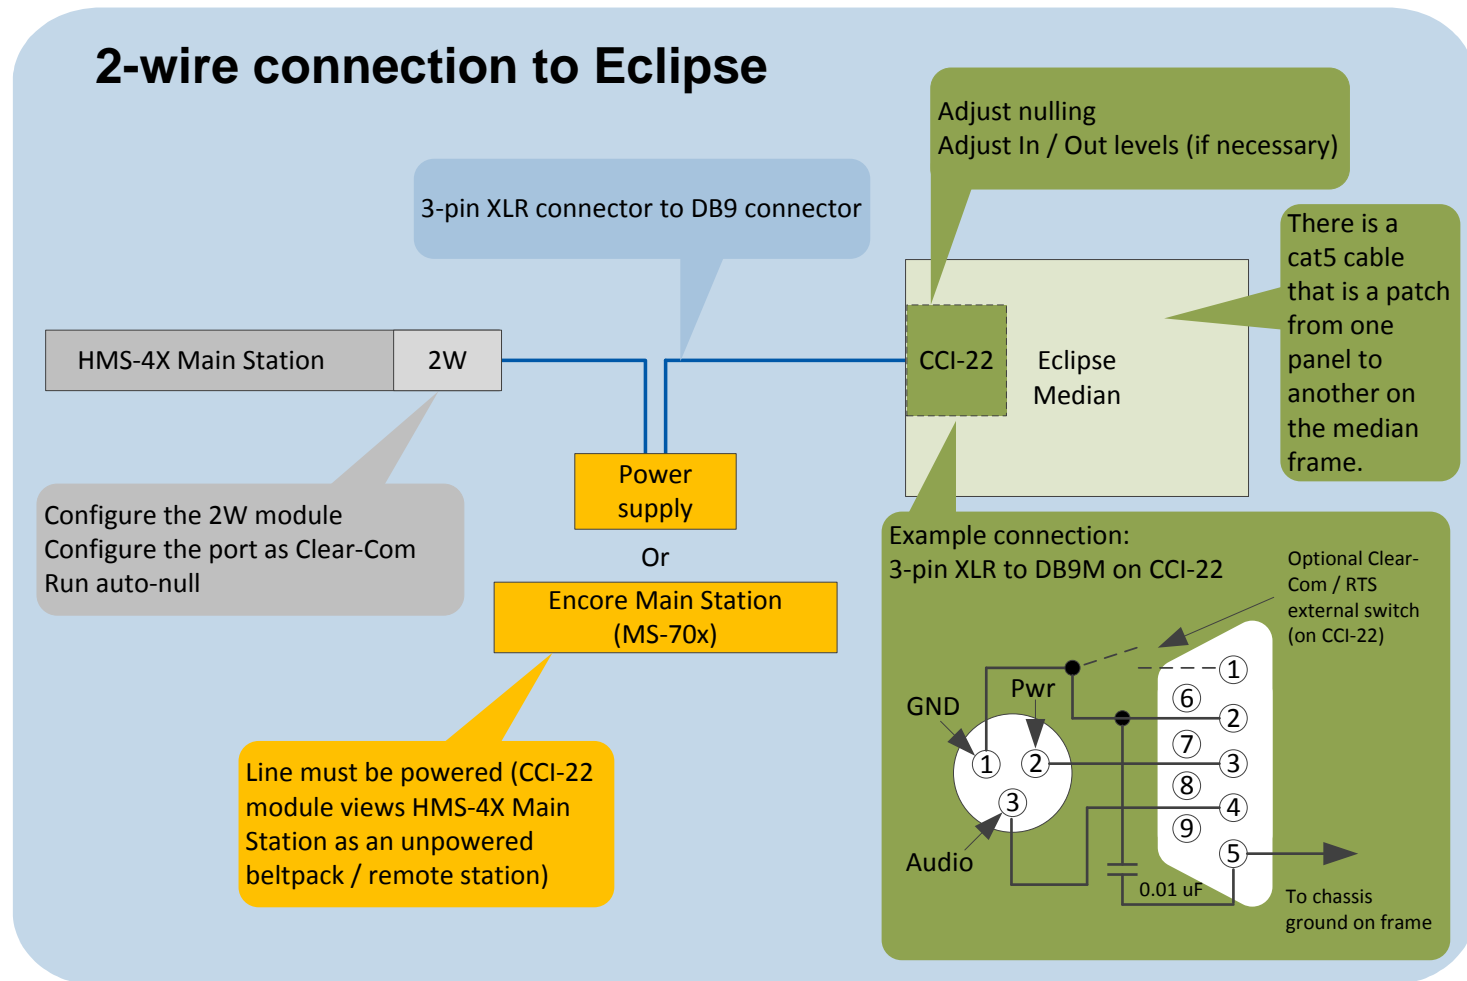 2-wire connection to Eclipse
Adjust nulling
Adjust In / Out levels (if necessary)
3-pin XLR connector to DB9 connector
There is a
cat5 cable
that is a patch
from one
panel to
another on
the median
frame.
HMS-4X Main Station
2W
CCI-22
Eclipse
Median
Power
supply
Or
Encore Main Station
(MS-70x)
Configure the 2W module
Configure the port as Clear-Com
Run auto-null
Line must be powered (CCI-22
module views HMS-4X Main
Station as an unpowered
beltpack / remote station)
Example connection:
3-pin XLR to DB9M on CCI-22
Optional Clear-
Com / RTS
external switch
(on CCI-22)
GND
Pwr
Audio
1
2
3
1
6
2
7
3
8
4
9
5
0.01 uF
To chassis
ground on frame